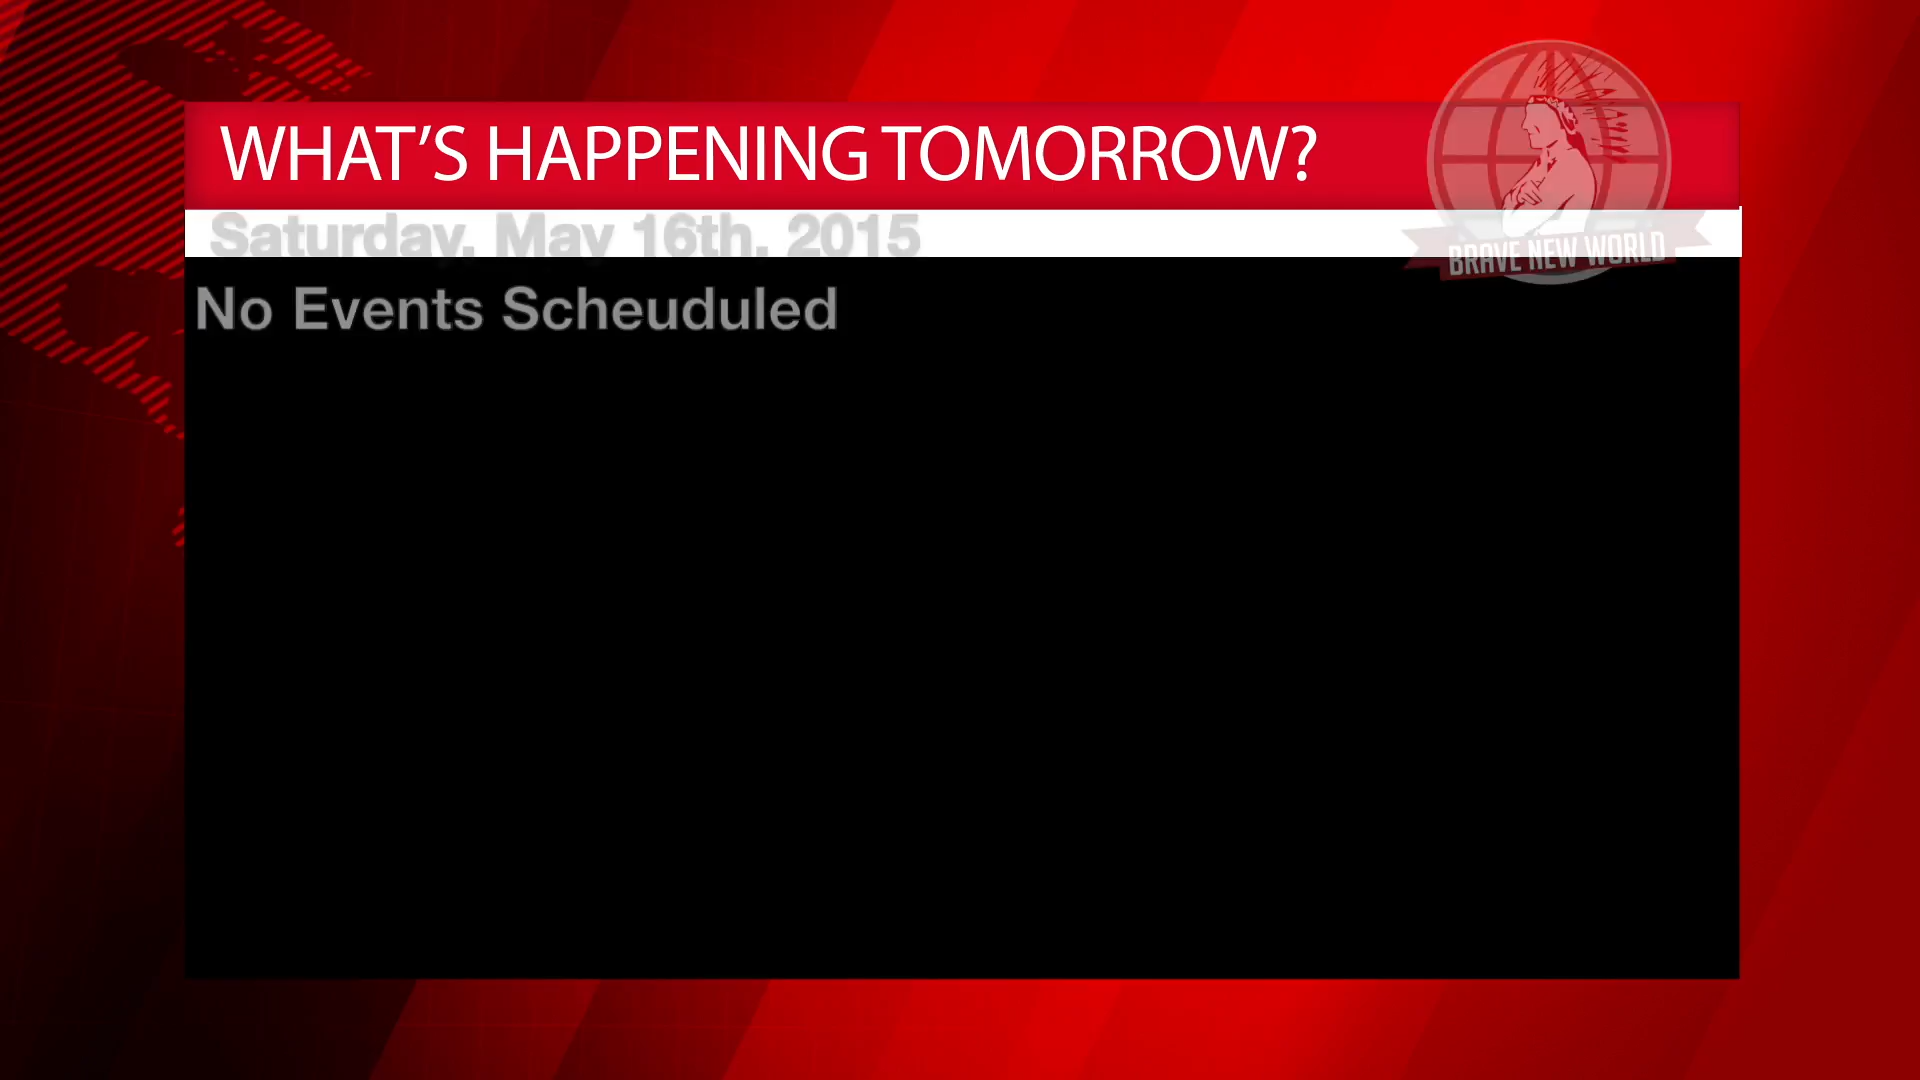 WHAT'S HAPPENING TOMORROW?
Saturday, May 16th, 2015
BRAVE NEW WORLD
No Events Scheuduled